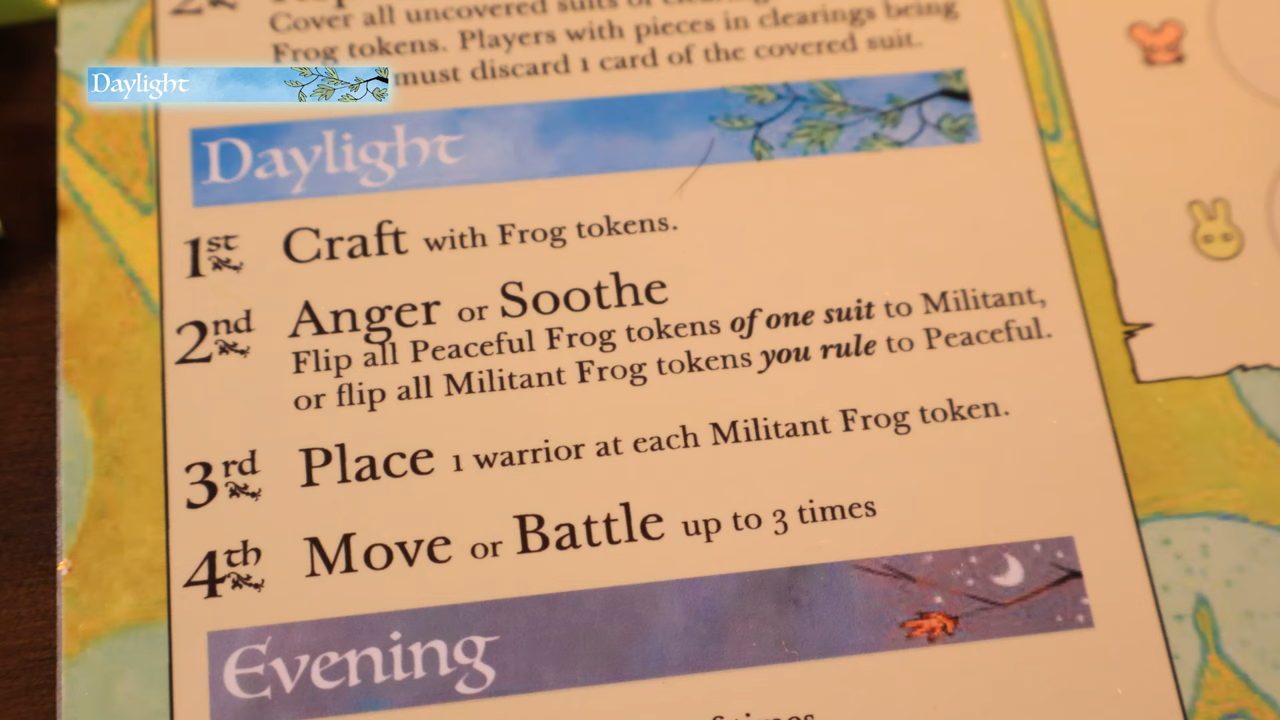 Cover all uncovered suits of
Frog tokens. Players with pieces in clearings being
must discard 1 card of the covered suit.
Daylight
Daylight
1st Craft with Frog tokens.
2nd Anger or Soothe
Flip all Peaceful Frog tokens of one suit to Militant,
or flip all Militant Frog tokens you rule to Peaceful.
3rd Place 1 warrior at each Militant Frog token.
4th Move or Battle up to 3 times
Evening
times